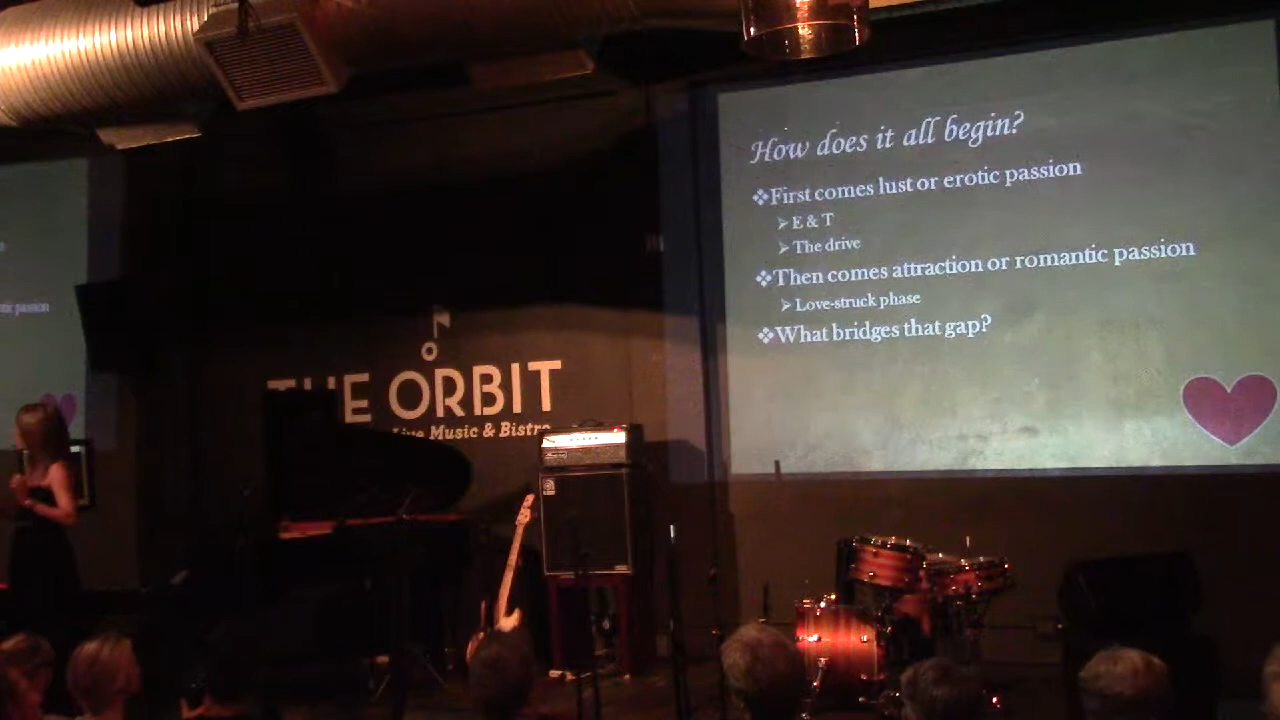 How does it all begin?
❖First comes lust or erotic passion
➢E & T
➢The drive
❖Then comes attraction or romantic passion
➢Love-struck phase
❖What bridges that gap?
THE ORBIT
Live Music & Bistro
passion